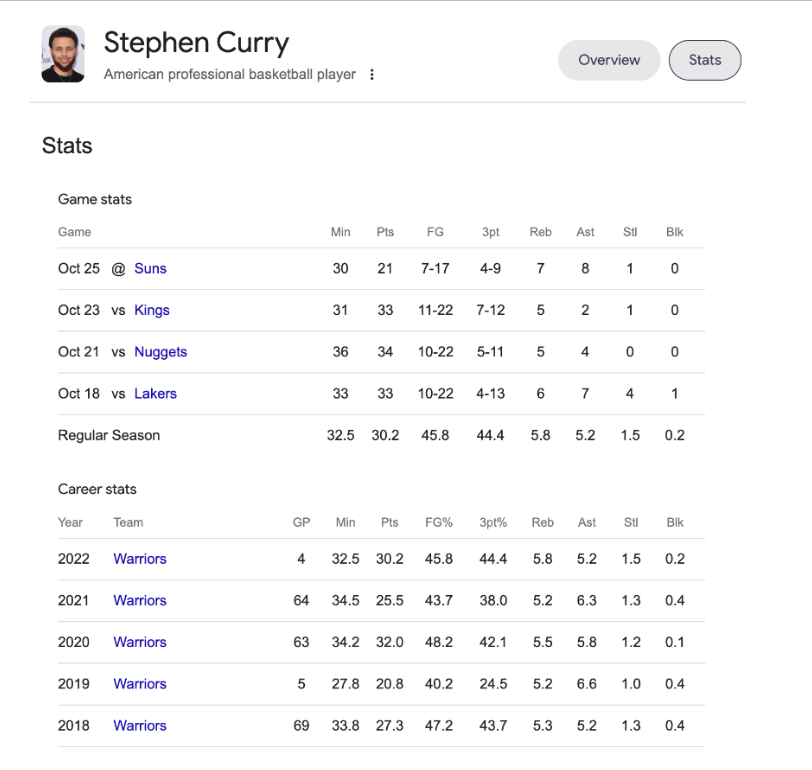 Stephen Curry
American professional basketball player
Overview
Stats
Stats
Game stats
Game Min Pts FG 3pt Reb Ast Stl Blk
Oct 25 @ Suns 30 21 7-17 4-9 7 8 1 0
Oct 23 vs Kings 31 33 11-22 7-12 5 2 1 0
Oct 21 vs Nuggets 36 34 10-22 5-11 5 4 0 0
Oct 18 vs Lakers 33 33 10-22 4-13 6 7 4 1
Regular Season 32.5 30.2 45.8 44.4 5.8 5.2 1.5 0.2
Career stats
Year Team GP Min Pts FG% 3pt% Reb Ast Stl Blk
2022 Warriors 4 32.5 30.2 45.8 44.4 5.8 5.2 1.5 0.2
2021 Warriors 64 34.5 25.5 43.7 38.0 5.2 6.3 1.3 0.4
2020 Warriors 63 34.2 32.0 48.2 42.1 5.5 5.8 1.2 0.1
2019 Warriors 5 27.8 20.8 40.2 24.5 5.2 6.6 1.0 0.4
2018 Warriors 69 33.8 27.3 47.2 43.7 5.3 5.2 1.3 0.4